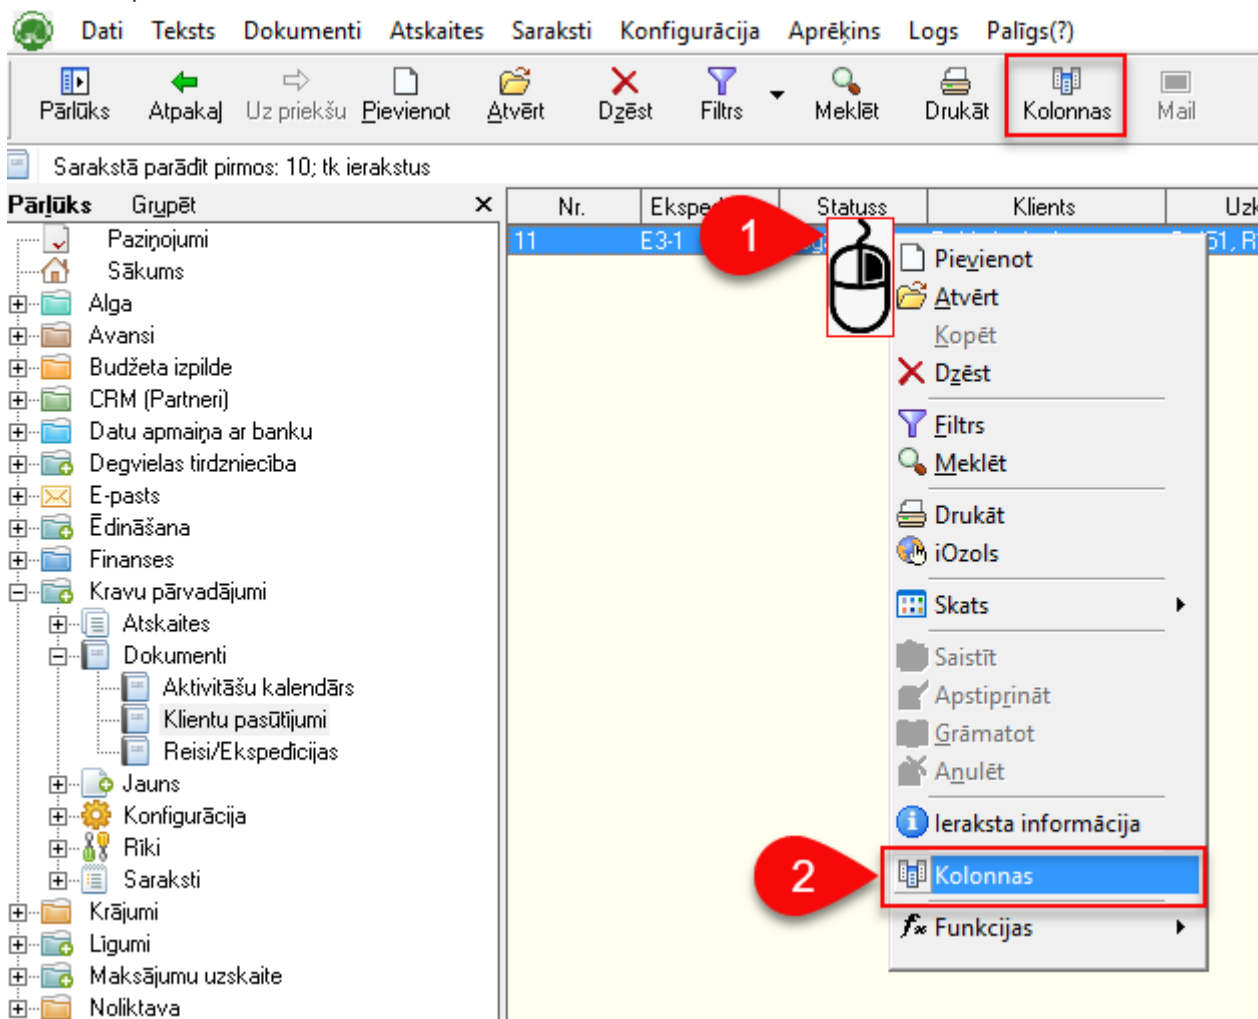 Dati Teksts Dokumenti Atskaites Saraksti Konfigurācija Aprēķins Logs Palīgs(?)
Pārlūks Atpakaļ Uz priekšu Pievienot Atvērt Dzēst Filtrs Meklēt Drukāt Kolonnas Mail
Sarakstā parādīt pirmos: 10; tk ierakstus
Pārlūks Grupēt
Nr. Statuss Klients
11 E3-1
Paziņojumi
Sākums
Alga
Avansi
Budžeta izpilde
CRM (Partneri)
Datu apmaiņa ar banku
Degvielas tirdzniecība
E-pasts
Ēdināšana
Finanses
Kravu pārvadājumi
Atskaites
Dokumenti
Aktivitāšu kalendārs
Klientu pasūtījumi
Reisi/Ekspedīcijas
Jauns
Konfigurācija
Rīki
Saraksti
Krājumi
Līgumi
Maksājumu uzskaite
Noliktava
1
Pievienot
Atvērt
Kopēt
Dzēst
Filtrs
Meklēt
Drukāt
iOzols
Skats
Saistīt
Apstiprināt
Grāmatot
Anulēt
Ieraksta informācija
2
Kolonnas
Funkcijas